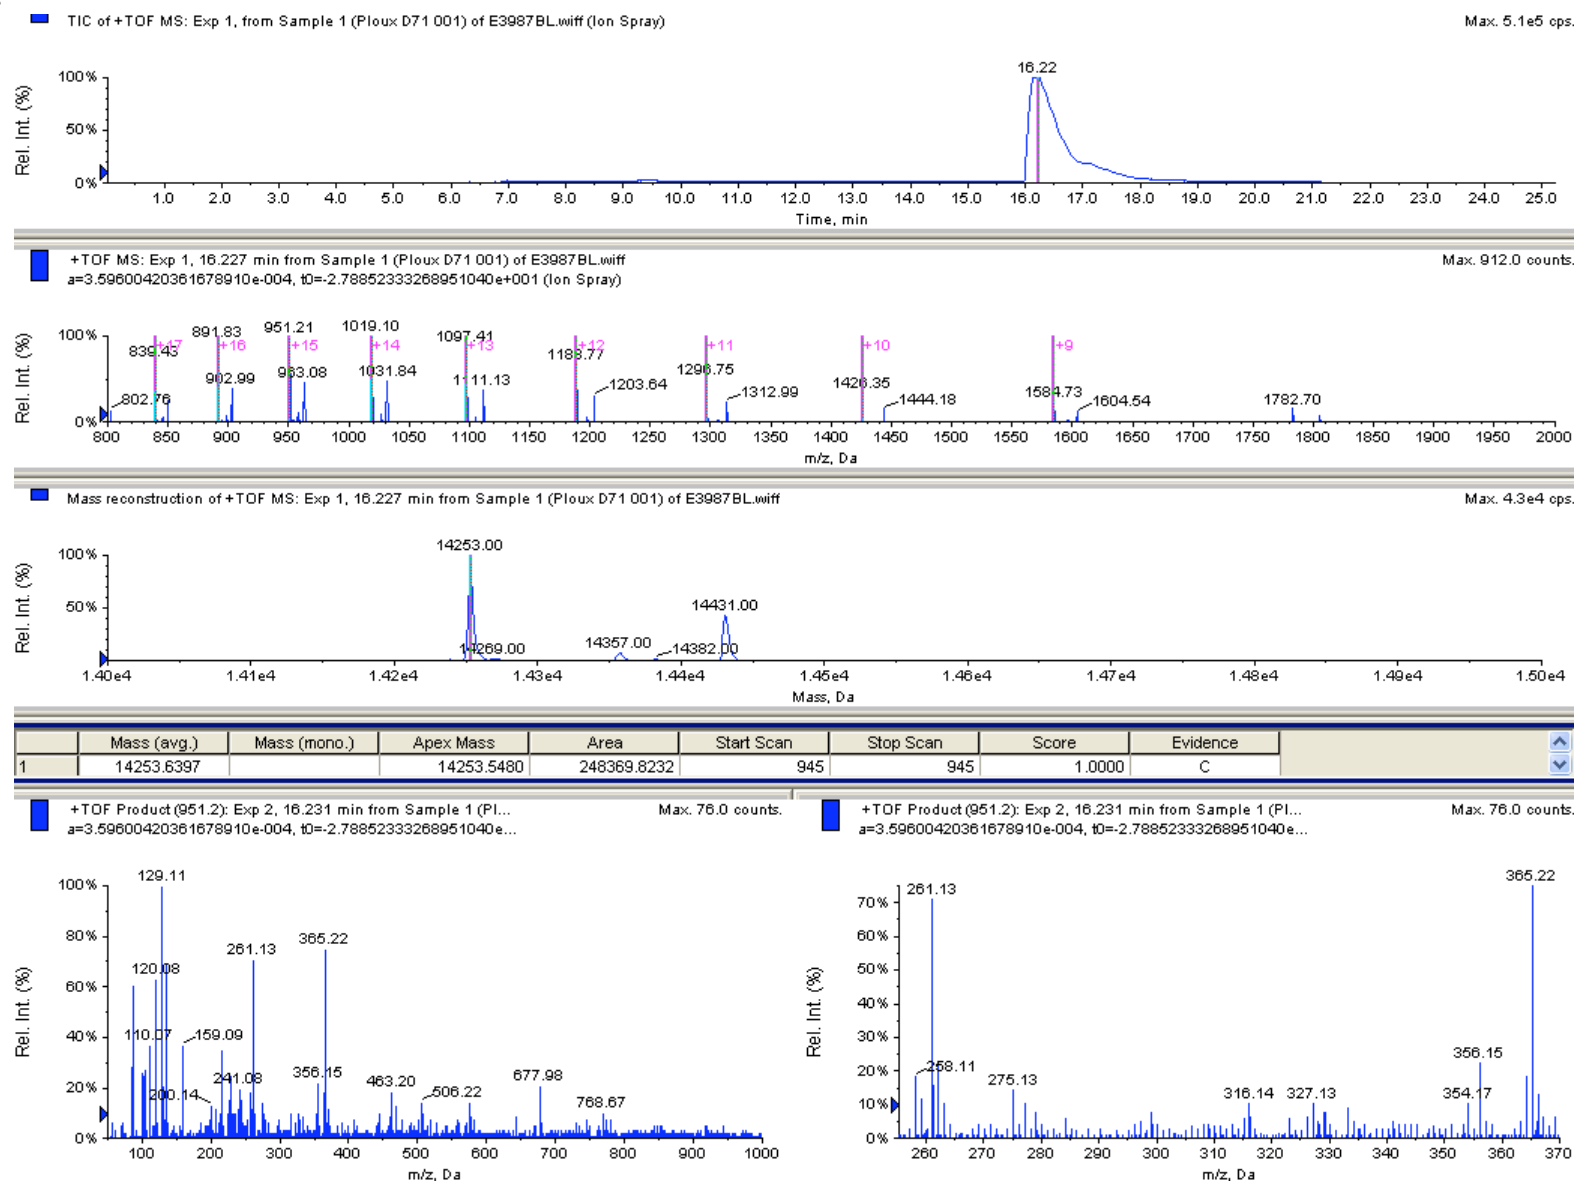 TIC of +TOF MS: Exp 1, from Sample 1 (Ploux D71 001) of E3987BL.wiff (Ion Spray) Max. 5.1e5 cps.
16.22
100%
50%
0%
Rel. Int. (%)
1.0 2.0 3.0 4.0 5.0 6.0 7.0 8.0 9.0 10.0 11.0 12.0 13.0 14.0 15.0 16.0 17.0 18.0 19.0 20.0 21.0 22.0 23.0 24.0 25.0
Time, min
+TOF MS: Exp 1, 16.227 min from Sample 1 (Ploux D71 001) of E3987BL.wiff Max. 912.0 counts.
a=3.59600420361678910e-004, t0=-2.78852333268951040e+001 (Ion Spray)
891.83 951.21 1019.10 1097.41
+17 +16 +15 +14 +13 +12 +11 +10 +9
839.43 1188.77
902.99 963.08 1031.84 1111.13 1203.64 1296.75 1312.99 1426.35 1584.73
802.76 1444.18 1604.54 1782.70
100%
50%
0%
Rel. Int. (%)
800 850 900 950 1000 1050 1100 1150 1200 1250 1300 1350 1400 1450 1500 1550 1600 1650 1700 1750 1800 1850 1900 1950 2000
m/z, Da
Mass reconstruction of +TOF MS: Exp 1, 16.227 min from Sample 1 (Ploux D71 001) of E3987BL.wiff Max. 4.3e4 cps.
14253.00
14431.00
14269.00 14357.00 14382.00
100%
50%
0%
Rel. Int. (%)
1.40e4 1.41e4 1.42e4 1.43e4 1.44e4 1.45e4 1.46e4 1.47e4 1.48e4 1.49e4 1.50e4
Mass, Da
Mass (avg.) Mass (mono.) Apex Mass Area Start Scan Stop Scan Score Evidence
1 14253.6397 14253.5480 248369.8232 945 945 1.0000 C
+TOF Product (951.2): Exp 2, 16.231 min from Sample 1 (Pl... Max. 76.0 counts.
a=3.59600420361678910e-004, t0=-2.78852333268951040e...
129.11
120.08 261.13 365.22
110.07 159.09
200.14 241.08 356.15 463.20 506.22 677.98 768.67
100%
80%
60%
40%
20%
0%
Rel. Int. (%)
100 200 300 400 500 600 700 800 900 1000
m/z, Da
+TOF Product (951.2): Exp 2, 16.231 min from Sample 1 (Pl... Max. 76.0 counts.
a=3.59600420361678910e-004, t0=-2.78852333268951040e...
365.22
261.13
258.11 275.13 316.14 327.13 354.17 356.15
70%
60%
50%
40%
30%
20%
10%
0%
Rel. Int. (%)
260 270 280 290 300 310 320 330 340 350 360 370
m/z, Da